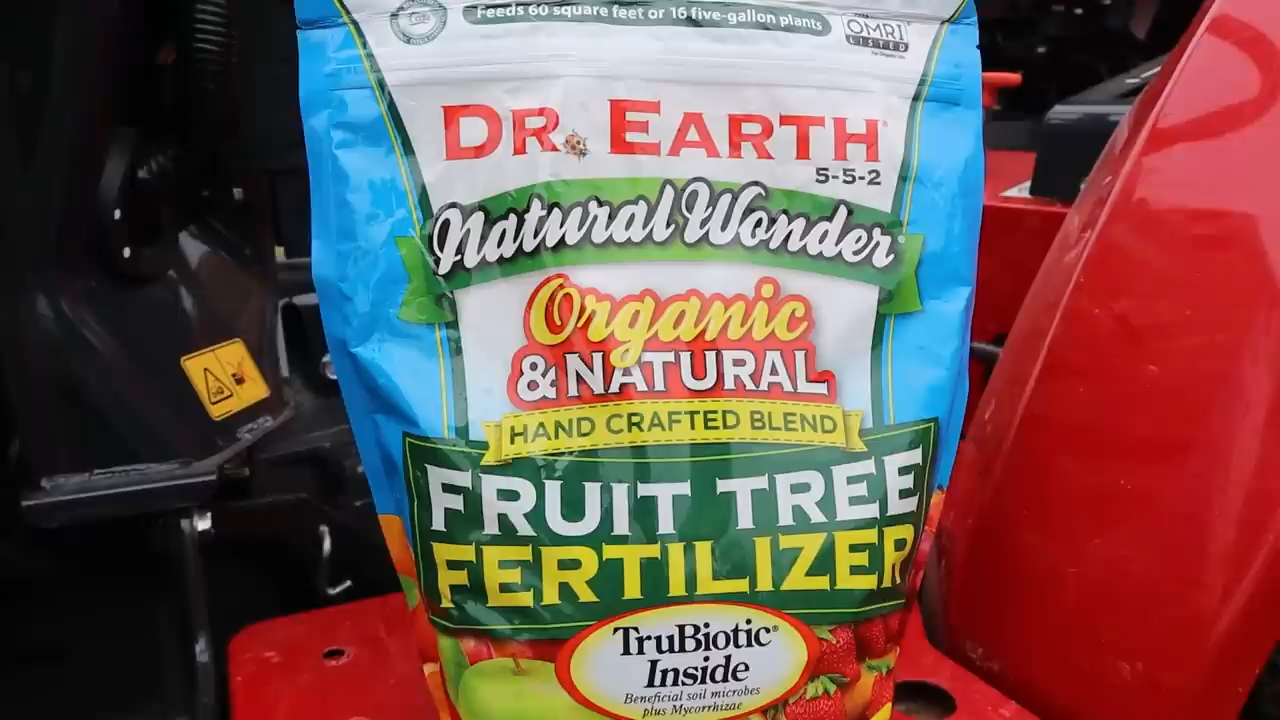 Feeds 60 square feet or 16 five-gallon plants
OMRI
LISTED
DR. EARTH®
5-5-2
Natural Wonder®
Organic
& NATURAL
HAND CRAFTED BLEND
FRUIT TREE
FERTILIZER
TruBiotic®
Inside
Beneficial soil microbes
plus Mycorrhizae